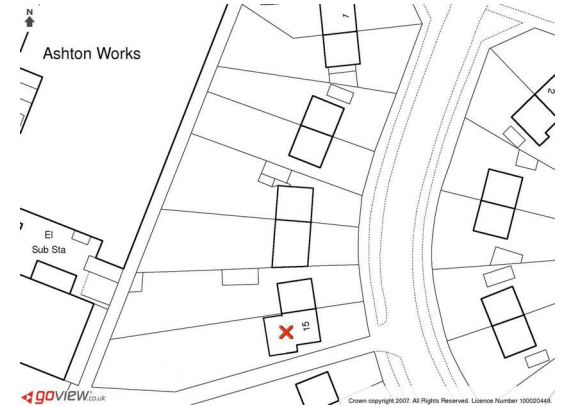 N
Ashton Works
1
2
El
Sub Sta
15
goview.co.uk
Crown copyright 2007. All Rights Reserved. Licence Number 100020449.